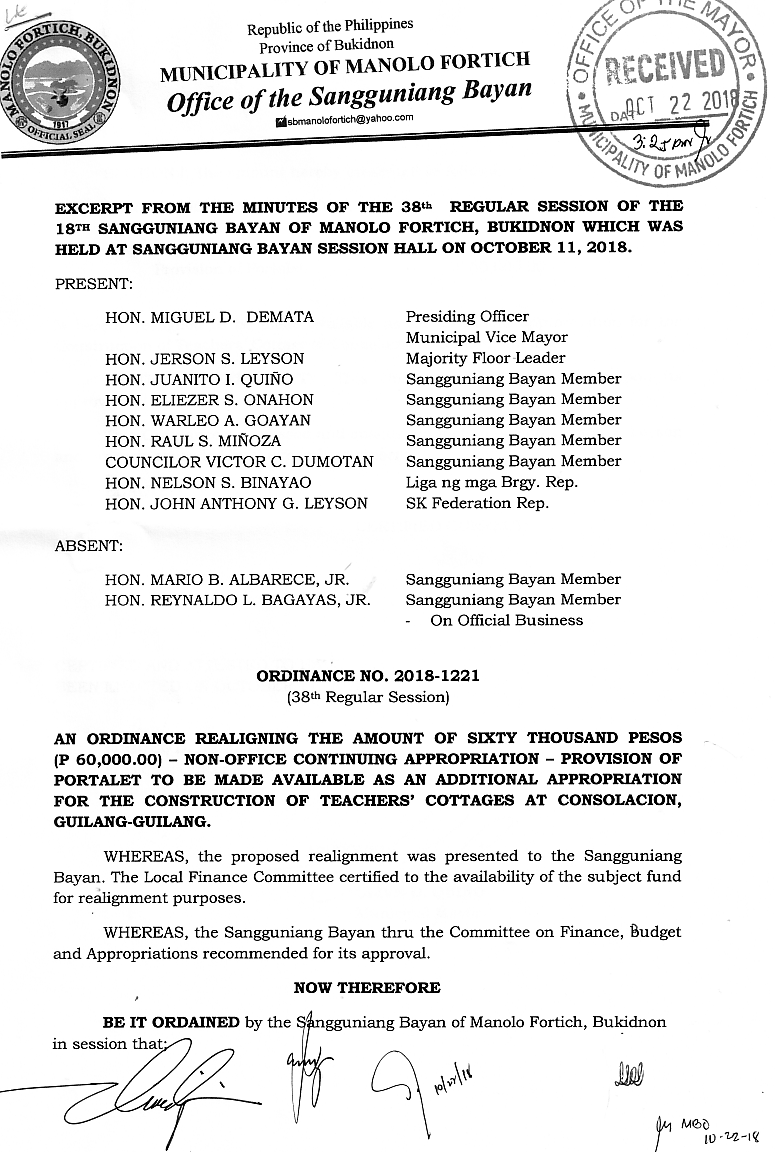 Republic of the Philippines
Province of Bukidnon
MUNICIPALITY OF MANOLO FORTICH
Office of the Sangguniang Bayan
sbmanolofortich@yahoo.com
MANOLO FORTICH, BUKIDNON
1917
OFFICIAL SEAL
OFFICE OF THE MAYOR
RECEIVED
DATE OCT 22 2018
3:25 pm
MUNICIPALITY OF MANOLO FORTICH
EXCERPT FROM THE MINUTES OF THE 38th REGULAR SESSION OF THE
18TH SANGGUNIANG BAYAN OF MANOLO FORTICH, BUKIDNON WHICH WAS
HELD AT SANGGUNIANG BAYAN SESSION HALL ON OCTOBER 11, 2018.
PRESENT:
HON. MIGUEL D. DEMATA Presiding Officer
Municipal Vice Mayor
HON. JERSON S. LEYSON Majority Floor Leader
HON. JUANITO I. QUIÑO Sangguniang Bayan Member
HON. ELIEZER S. ONAHON Sangguniang Bayan Member
HON. WARLEO A. GOAYAN Sangguniang Bayan Member
HON. RAUL S. MIÑOZA Sangguniang Bayan Member
COUNCILOR VICTOR C. DUMOTAN Sangguniang Bayan Member
HON. NELSON S. BINAYAO Liga ng mga Brgy. Rep.
HON. JOHN ANTHONY G. LEYSON SK Federation Rep.
ABSENT:
HON. MARIO B. ALBARECE, JR. Sangguniang Bayan Member
HON. REYNALDO L. BAGAYAS, JR. Sangguniang Bayan Member
- On Official Business
ORDINANCE NO. 2018-1221
(38th Regular Session)
AN ORDINANCE REALIGNING THE AMOUNT OF SIXTY THOUSAND PESOS
(P 60,000.00) – NON-OFFICE CONTINUING APPROPRIATION – PROVISION OF
PORTALET TO BE MADE AVAILABLE AS AN ADDITIONAL APPROPRIATION
FOR THE CONSTRUCTION OF TEACHERS' COTTAGES AT CONSOLACION,
GUILANG-GUILANG.
WHEREAS, the proposed realignment was presented to the Sangguniang
Bayan. The Local Finance Committee certified to the availability of the subject fund
for realignment purposes.
WHEREAS, the Sangguniang Bayan thru the Committee on Finance, Budget
and Appropriations recommended for its approval.
NOW THEREFORE
BE IT ORDAINED by the Sangguniang Bayan of Manolo Fortich, Bukidnon
in session that:
10/22/18
MBO
10-22-18